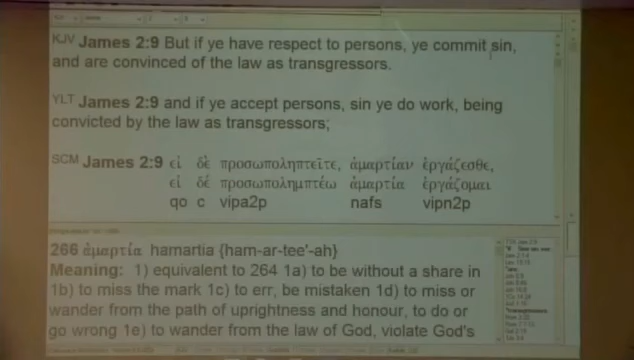 KJV James 2:9 But if ye have respect to persons, ye commit sin,
and are convinced of the law as transgressors.
YLT James 2:9 and if ye accept persons, sin ye do work, being
convicted by the law as transgressors;
SCM James 2:9 εἰ δὲ προσωποληπτεῖτε, ἁμαρτίαν ἐργάζεσθε,
εἰ δέ προσωπολημπτέω ἁμαρτία ἐργάζομαι
qo c vipa2p nafs vipn2p
266 ἁμαρτία hamartia {ham-ar-tee'-ah}
Meaning: 1) equivalent to 264 1a) to be without a share in
1b) to miss the mark 1c) to err, be mistaken 1d) to miss or
wander from the path of uprightness and honour, to do or
go wrong 1e) to wander from the law of God, violate God's